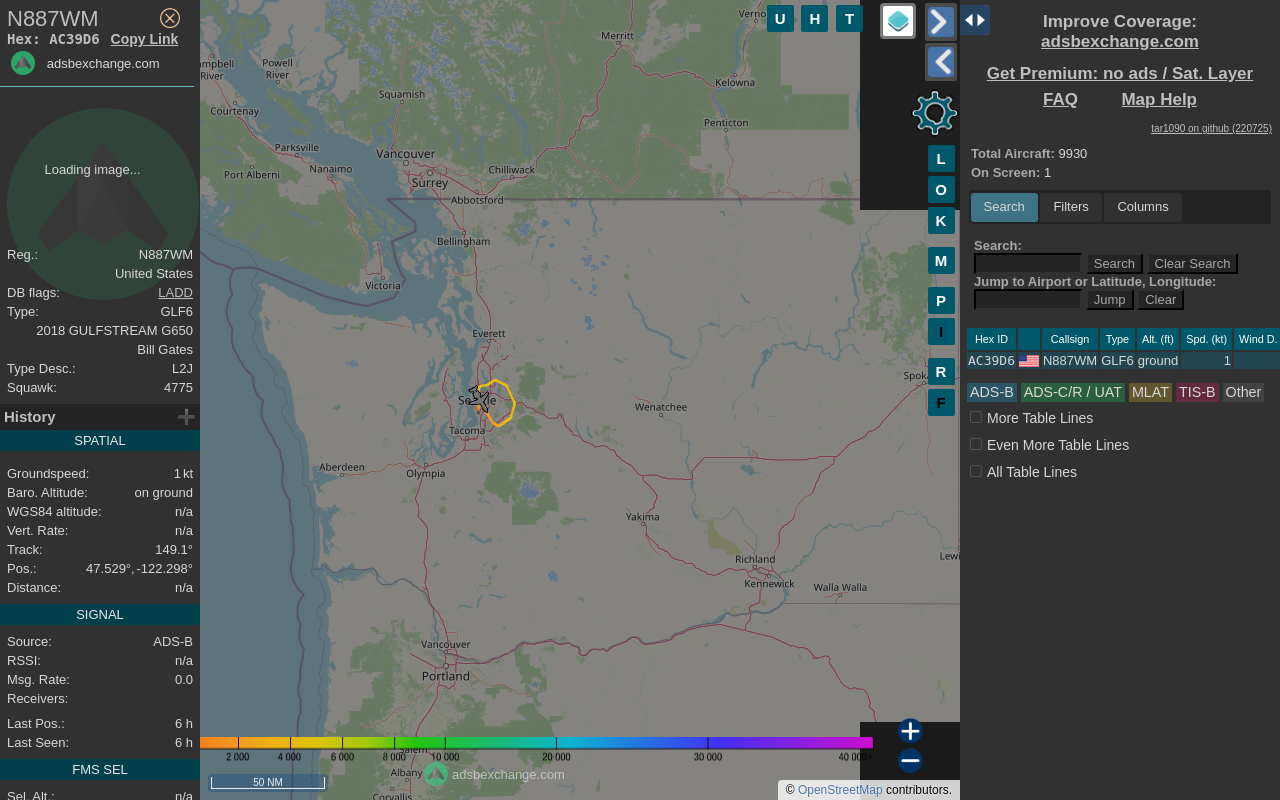 N887WM
Hex: AC39D6 Copy Link
adsbexchange.com
Loading image...
Reg.: N887WM
United States
DB flags: LADD
Type: GLF6
2018 GULFSTREAM G650
Bill Gates
Type Desc.: L2J
Squawk: 4775
History
SPATIAL
Groundspeed: 1 kt
Baro. Altitude: on ground
WGS84 altitude: n/a
Vert. Rate: n/a
Track: 149.1°
Pos.: 47.529°, -122.298°
Distance: n/a
SIGNAL
Source: ADS-B
RSSI: n/a
Msg. Rate: 0.0
Receivers:
Last Pos.: 6 h
Last Seen: 6 h
FMS SEL
Sel. Alt.: n/a
U H T
L
O
K
M
P
I
R
F
Verno
Merritt
Kelowna
Penticton
Powell
River
mpbell
River
Squamish
Courtenay
Parksville
Nanaimo
Port Alberni
Vancouver
Surrey
Chilliwack
Abbotsford
Bellingham
Victoria
Everett
Se le
Tacoma
Olympia
Aberdeen
Wenatchee
Spok
Yakima
Richland
Kennewick
Walla Walla
Lewi
Vancouver
Portland
Salem
Albany
Corvallis
2 000 4 000 6 000 8 000 10 000 20 000 30 000 40 000+
adsbexchange.com
50 NM
© OpenStreetMap contributors.
Improve Coverage:
adsbexchange.com
Get Premium: no ads / Sat. Layer
FAQ Map Help
tar1090 on github (220725)
Total Aircraft: 9930
On Screen: 1
Search Filters Columns
Search:
Search Clear Search
Jump to Airport or Latitude, Longitude:
Jump Clear
Hex ID Callsign Type Alt. (ft) Spd. (kt) Wind D.
AC39D6 N887WM GLF6 ground 1
ADS-B ADS-C/R / UAT MLAT TIS-B Other
More Table Lines
Even More Table Lines
All Table Lines